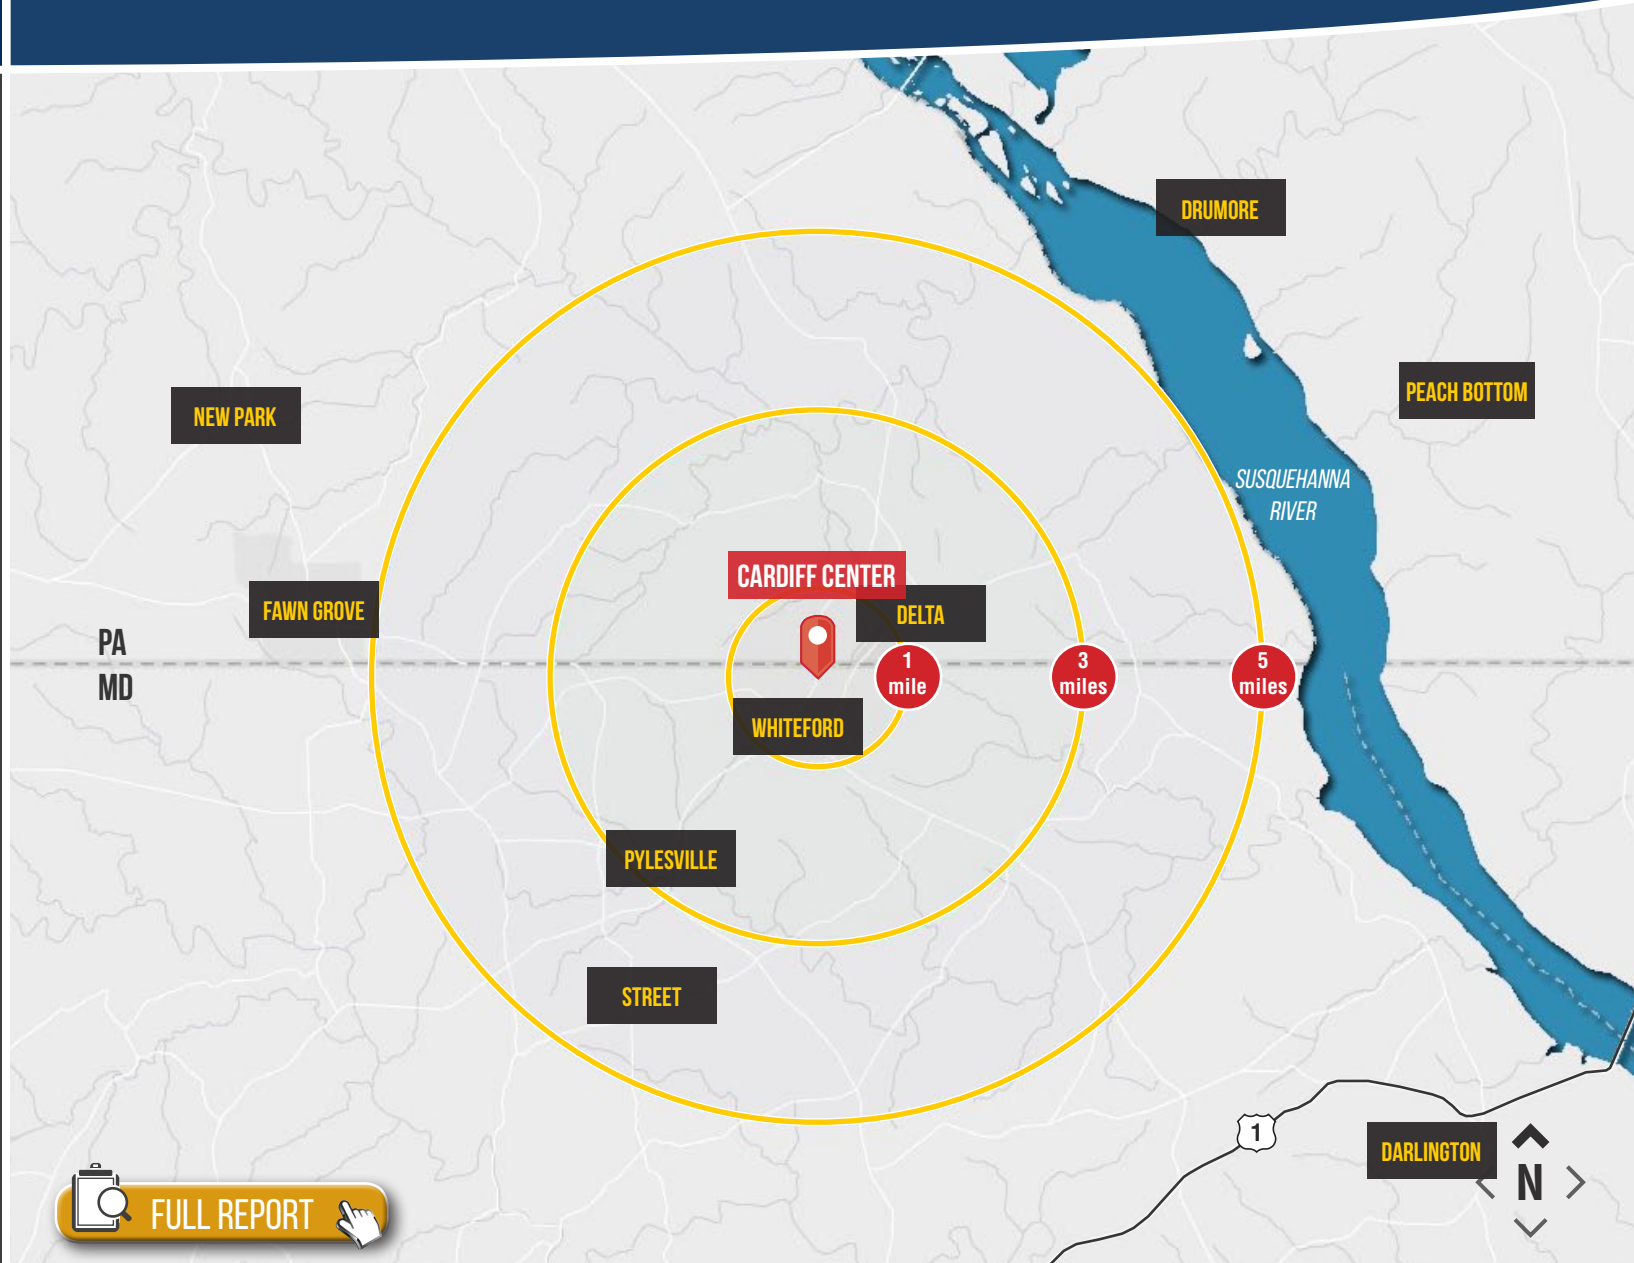 DRUMORE
PEACH BOTTOM
NEW PARK
SUSQUEHANNA
RIVER
CARDIFF CENTER
FAWN GROVE
DELTA
PA
MD
1
mile
3
miles
5
miles
WHITEFORD
PYLESVILLE
STREET
1
DARLINGTON
N
FULL REPORT